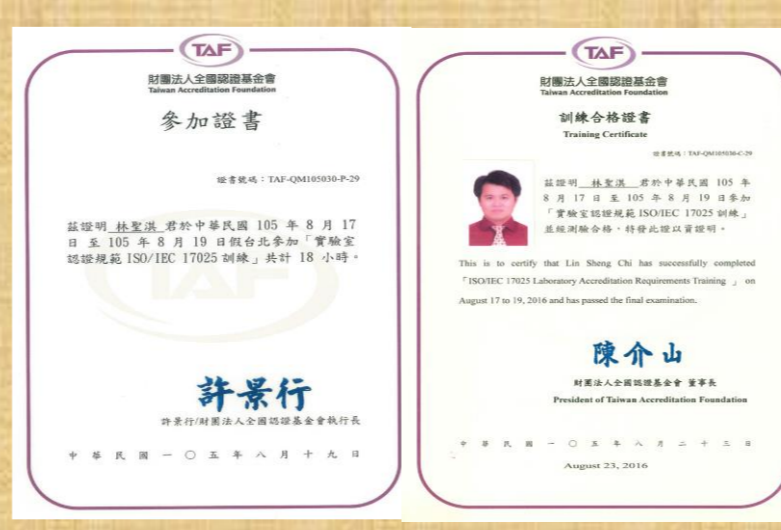 TAF
財團法人全國認證基金會
Taiwan Accreditation Foundation
參加證書
證書號碼：TAF-QM105030-P-29
茲證明 林聖淇 君於中華民國 105 年 8 月 17
日 至 105 年 8 月 19 日假台北參加「實驗室
認證規範 ISO/IEC 17025 訓練」共計 18 小時。
TAF
許景行
許景行/財團法人全國認證基金會執行長
中 華 民 國 一 ○ 五 年 八 月 十 九 日
TAF
財團法人全國認證基金會
Taiwan Accreditation Foundation
訓練合格證書
Training Certificate
證書號碼：TAF-QM105030-C-29
茲證明 林聖淇 君於中華民國 105 年
8 月 17 日 至 105 年 8 月 19 日參加
「實驗室認證規範 ISO/IEC 17025 訓練」
並經測驗合格，特發此證以資證明。
This is to certify that Lin Sheng Chi has successfully completed
「ISO/IEC 17025 Laboratory Accreditation Requirements Training 」 on
August 17 to 19, 2016 and has passed the final examination.
陳介山
財團法人全國認證基金會 董事長
President of Taiwan Accreditation Foundation
中 華 民 國 一 ○ 五 年 八 月 二 十 三 日
August 23, 2016